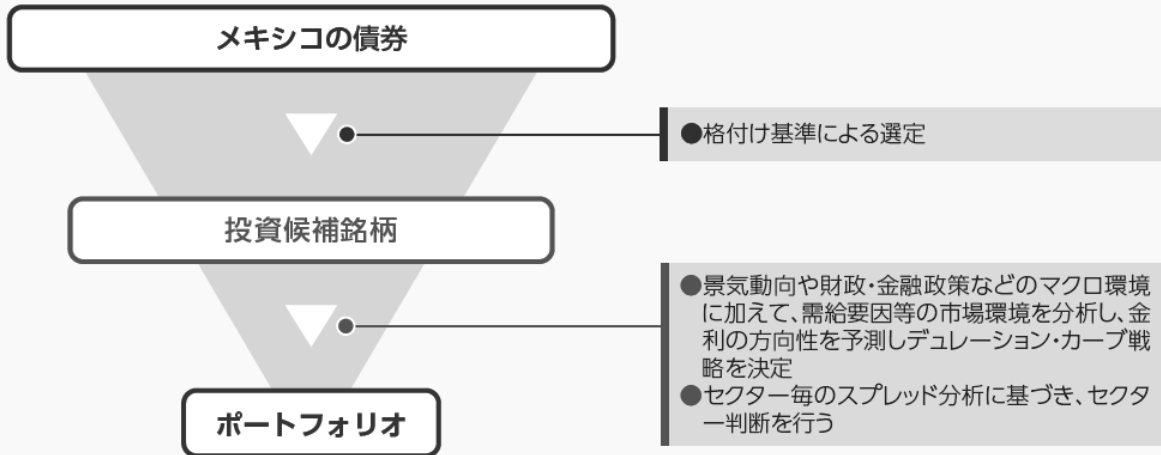 メキシコの債券
●格付け基準による選定
投資候補銘柄
●景気動向や財政・金融政策などのマクロ環境
に加えて、需給要因等の市場環境を分析し、金
利の方向性を予測しデュレーション・カーブ戦
略を決定
●セクター毎のスプレッド分析に基づき、セクタ
ー判断を行う
ポートフォリオ